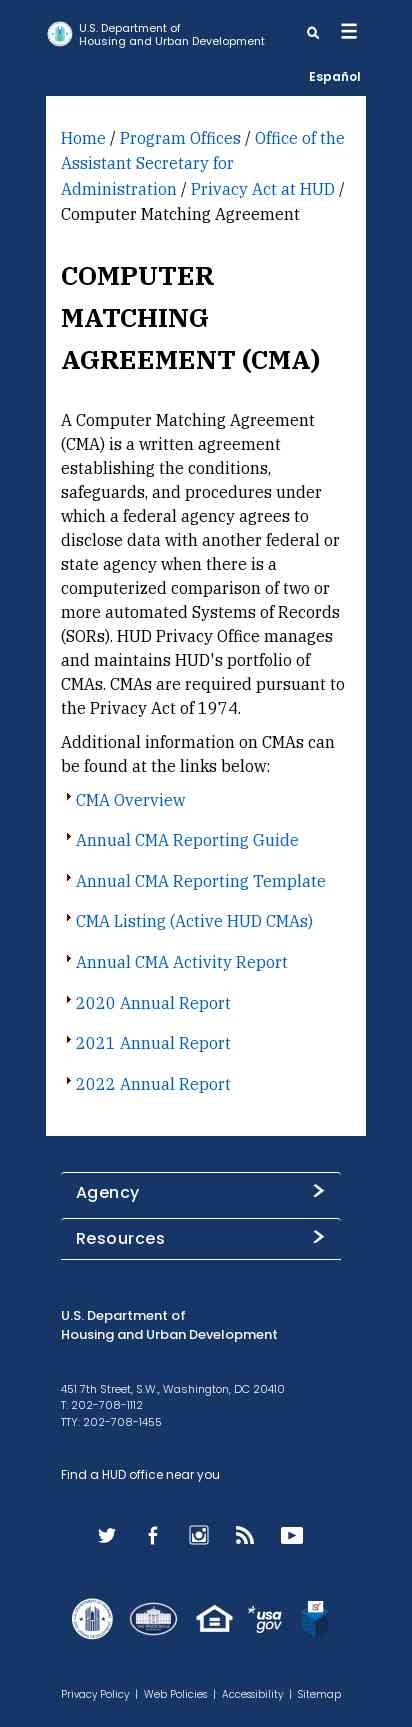 U.S. Department of
Housing and Urban Development
Español
Home / Program Offices / Office of the
Assistant Secretary for
Administration / Privacy Act at HUD /
Computer Matching Agreement
COMPUTER
MATCHING
AGREEMENT (CMA)
A Computer Matching Agreement
(CMA) is a written agreement
establishing the conditions,
safeguards, and procedures under
which a federal agency agrees to
disclose data with another federal or
state agency when there is a
computerized comparison of two or
more automated Systems of Records
(SORs). HUD Privacy Office manages
and maintains HUD's portfolio of
CMAs. CMAs are required pursuant to
the Privacy Act of 1974.
Additional information on CMAs can
be found at the links below:
CMA Overview
Annual CMA Reporting Guide
Annual CMA Reporting Template
CMA Listing (Active HUD CMAs)
Annual CMA Activity Report
2020 Annual Report
2021 Annual Report
2022 Annual Report
Agency
Resources
U.S. Department of
Housing and Urban Development
451 7th Street, S.W., Washington, DC 20410
T: 202-708-1112
TTY: 202-708-1455
Find a HUD office near you
usa
gov
Privacy Policy | Web Policies | Accessibility | Sitemap